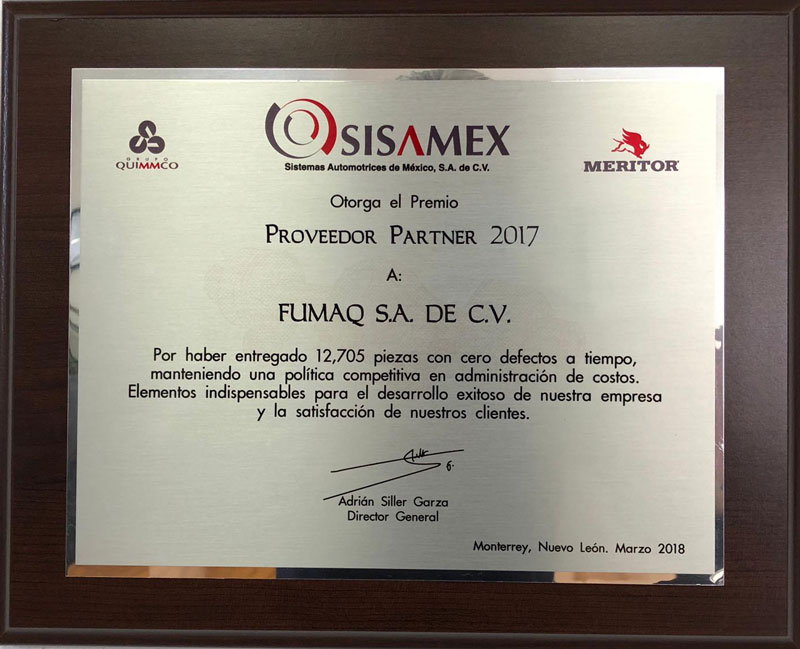 GRUPO
QUIMMCO
SISAMEX
Sistemas Automotrices de México, S.A. de C.V.
MERITOR
Otorga el Premio
PROVEEDOR PARTNER 2017
A:
FUMAQ S.A. DE C.V.
Por haber entregado 12,705 piezas con cero defectos a tiempo,
manteniendo una política competitiva en administración de costos.
Elementos indispensables para el desarrollo exitoso de nuestra empresa
y la satisfacción de nuestros clientes.
Adrián Siller Garza
Director General
Monterrey, Nuevo León. Marzo 2018